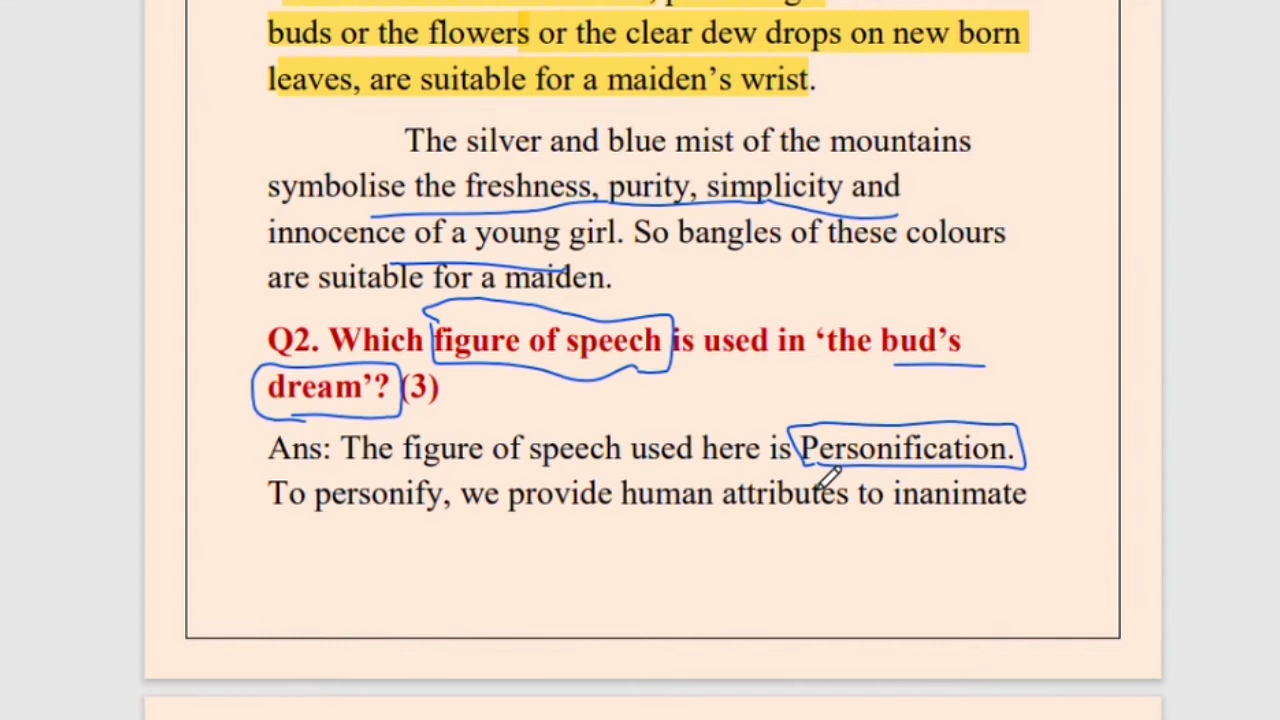 buds or the flowers or the clear dew drops on new born
leaves, are suitable for a maiden’s wrist.
The silver and blue mist of the mountains
symbolise the freshness, purity, simplicity and
innocence of a young girl. So bangles of these colours
are suitable for a maiden.
Q2. Which figure of speech is used in ‘the bud’s
dream’? (3)
Ans: The figure of speech used here is Personification.
To personify, we provide human attributes to inanimate